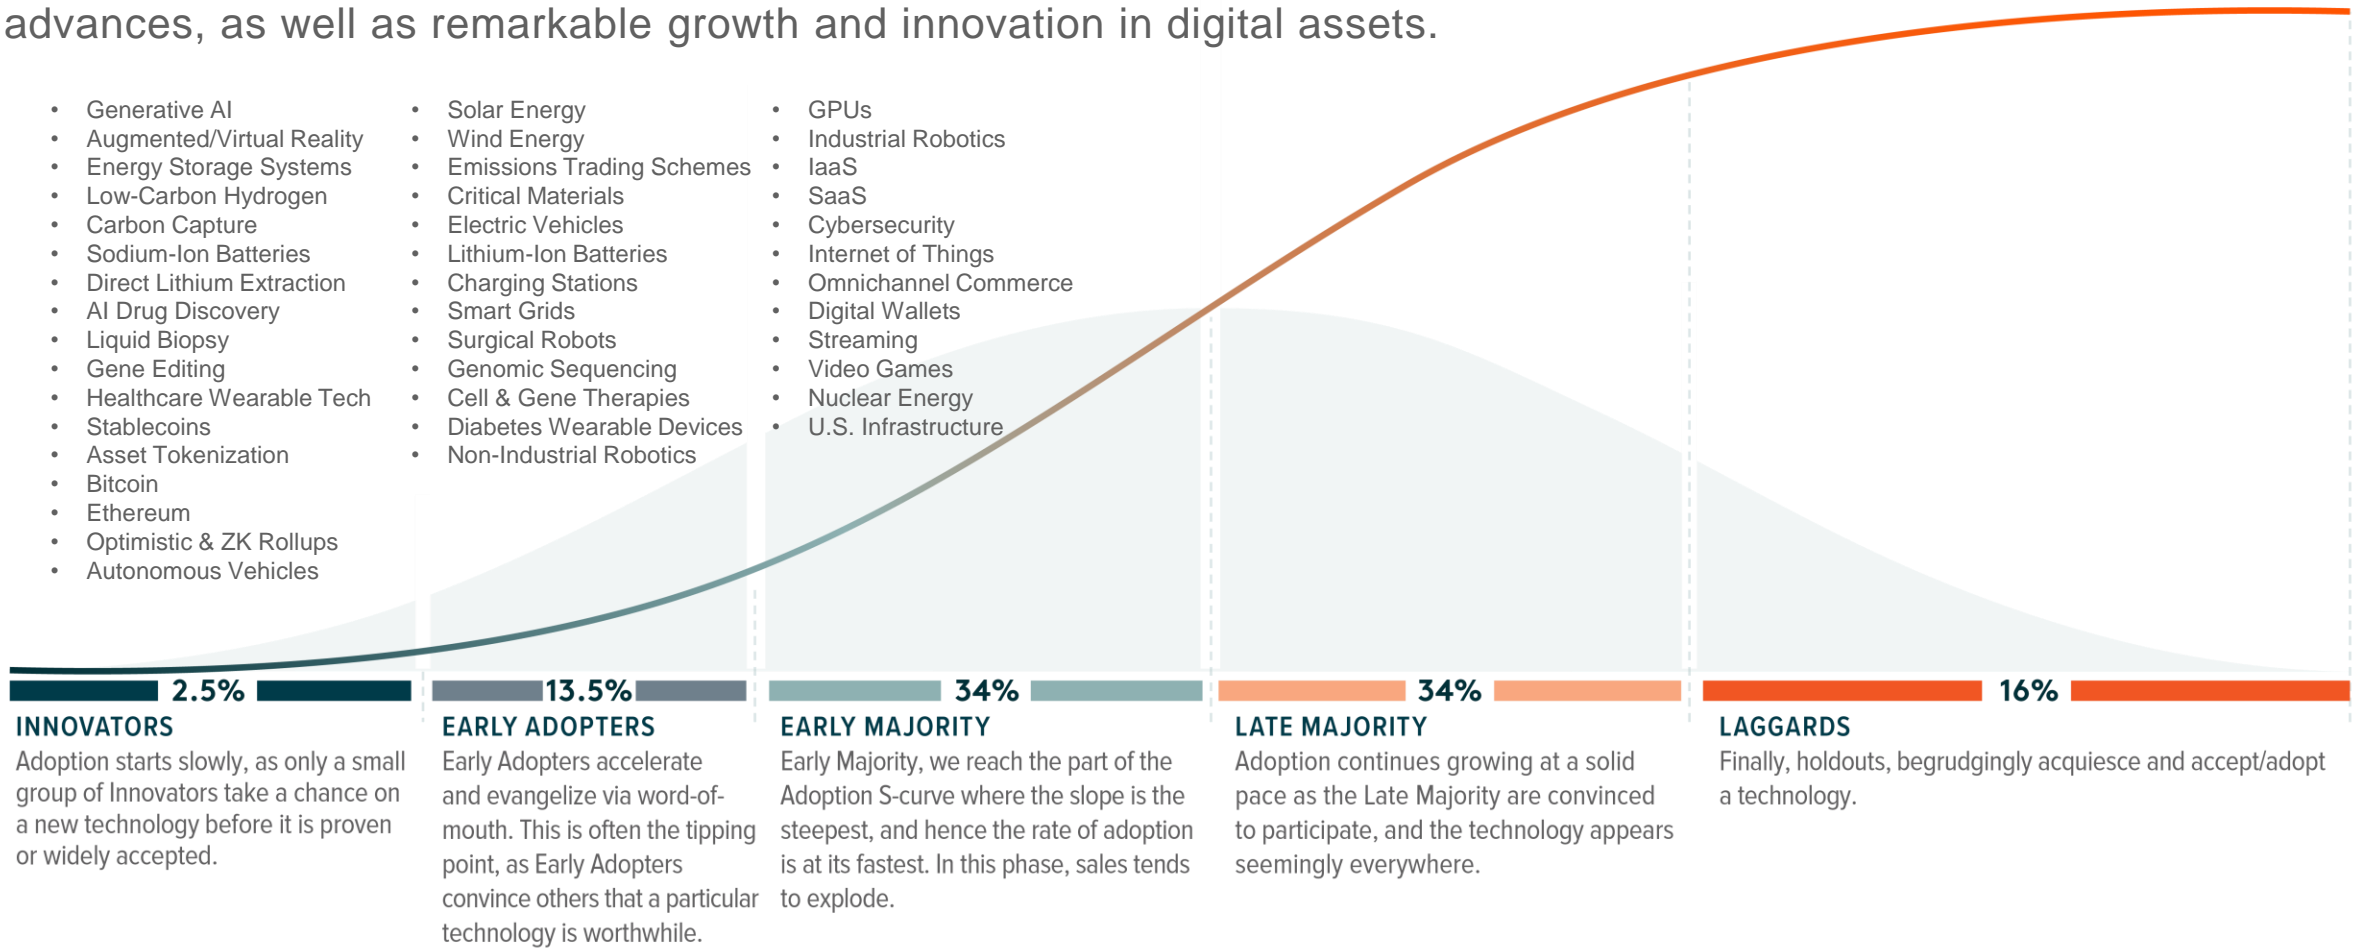 advances, as well as remarkable growth and innovation in digital assets.
• Generative AI
• Augmented/Virtual Reality
• Energy Storage Systems
• Low-Carbon Hydrogen
• Carbon Capture
• Sodium-Ion Batteries
• Direct Lithium Extraction
• AI Drug Discovery
• Liquid Biopsy
• Gene Editing
• Healthcare Wearable Tech
• Stablecoins
• Asset Tokenization
• Bitcoin
• Ethereum
• Optimistic & ZK Rollups
• Autonomous Vehicles
• Solar Energy
• Wind Energy
• Emissions Trading Schemes
• Critical Materials
• Electric Vehicles
• Lithium-Ion Batteries
• Charging Stations
• Smart Grids
• Surgical Robots
• Genomic Sequencing
• Cell & Gene Therapies
• Diabetes Wearable Devices
• Non-Industrial Robotics
• GPUs
• Industrial Robotics
• IaaS
• SaaS
• Cybersecurity
• Internet of Things
• Omnichannel Commerce
• Digital Wallets
• Streaming
• Video Games
• Nuclear Energy
• U.S. Infrastructure
2.5%
INNOVATORS
Adoption starts slowly, as only a small
group of Innovators take a chance on
a new technology before it is proven
or widely accepted.
13.5%
EARLY ADOPTERS
Early Adopters accelerate
and evangelize via word-of-
mouth. This is often the tipping
point, as Early Adopters
convince others that a particular
technology is worthwhile.
34%
EARLY MAJORITY
Early Majority, we reach the part of the
Adoption S-curve where the slope is the
steepest, and hence the rate of adoption
is at its fastest. In this phase, sales tends
to explode.
34%
LATE MAJORITY
Adoption continues growing at a solid
pace as the Late Majority are convinced
to participate, and the technology appears
seemingly everywhere.
16%
LAGGARDS
Finally, holdouts, begrudgingly acquiesce and accept/adopt
a technology.